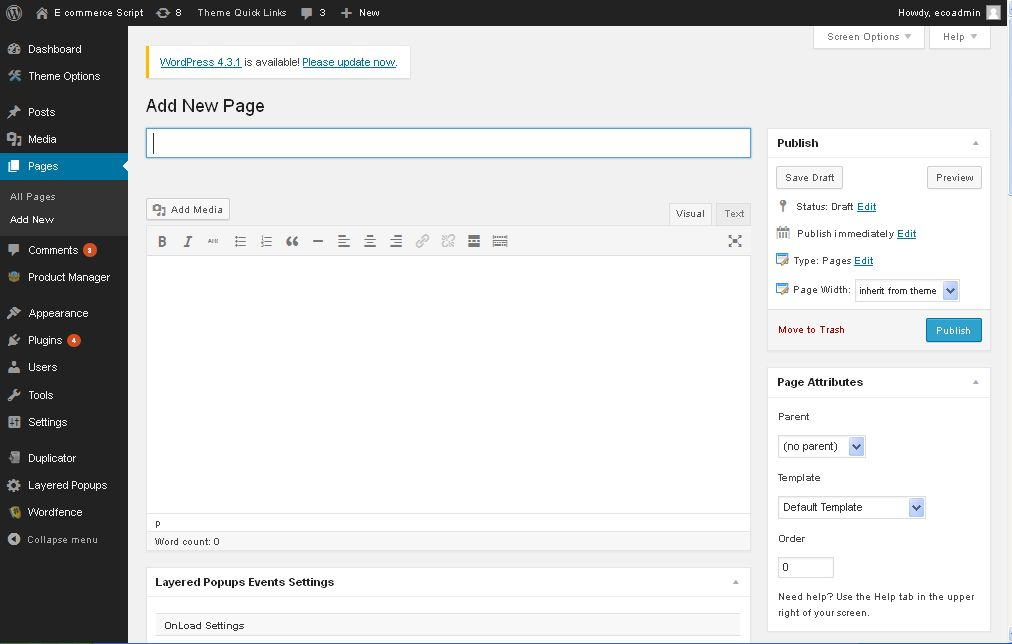 E commerce Script 8 Theme Quick Links 3 New Howdy, ecoadmin
Screen Options Help
Dashboard
Theme Options
Posts
Media
Pages
All Pages
Add New
Comments 3
Product Manager
Appearance
Plugins 4
Users
Tools
Settings
Duplicator
Layered Popups
Wordfence
Collapse menu
WordPress 4.3.1 is available! Please update now.
Add New Page
Add Media
Visual Text
B I ABC
p
Word count: 0
Layered Popups Events Settings
OnLoad Settings
Publish
Save Draft Preview
Status: Draft Edit
Publish immediately Edit
Type: Pages Edit
Page Width: inherit from theme
Move to Trash Publish
Page Attributes
Parent
(no parent)
Template
Default Template
Order
0
Need help? Use the Help tab in the upper
right of your screen.